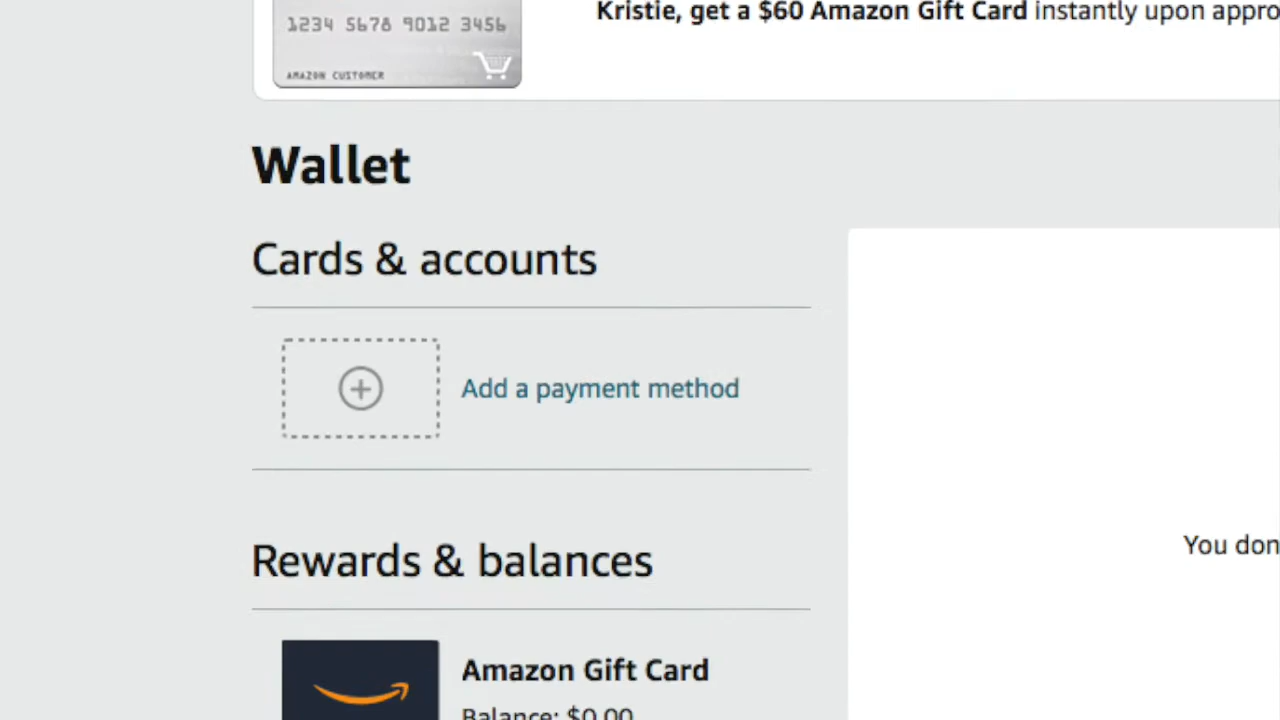 Kristie, get a $60 Amazon Gift Card instantly upon appro
1234 5678 9012 3456
AMAZON CUSTOMER
Wallet
Cards & accounts
Add a payment method
You don
Rewards & balances
Amazon Gift Card
Balance: $0.00